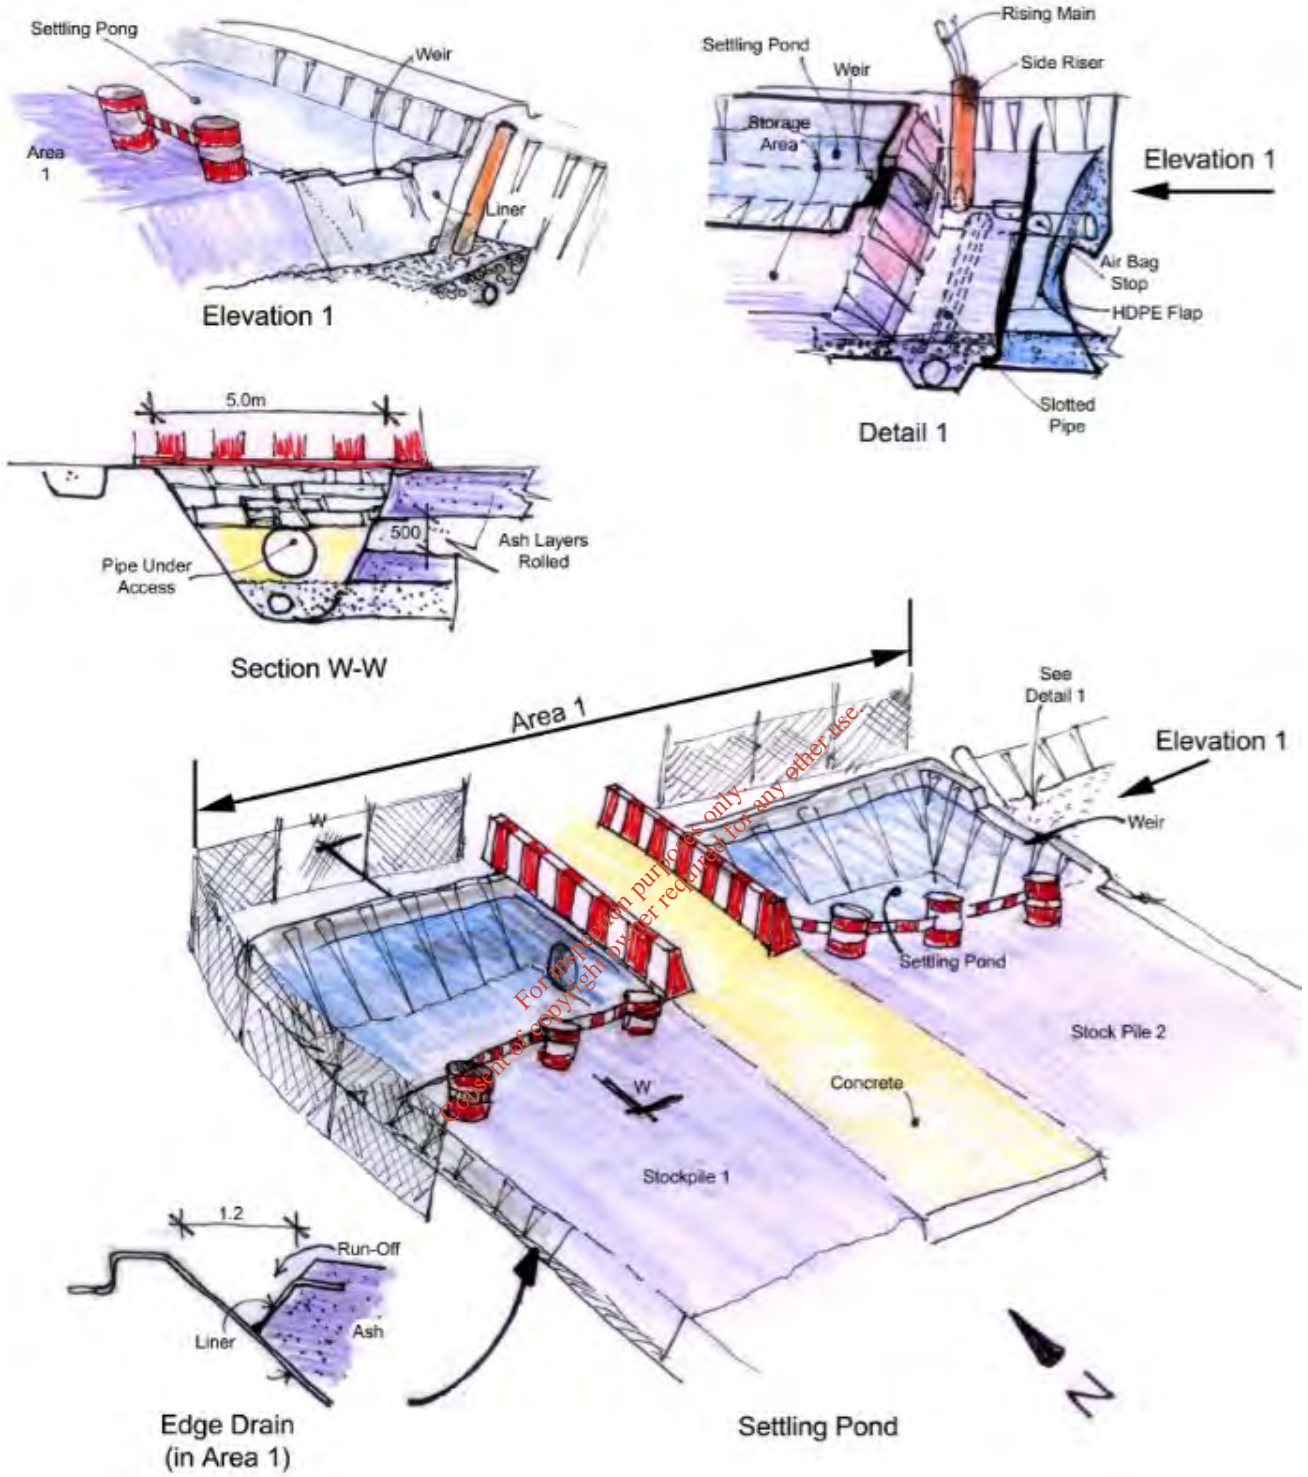 Settling Pong
Weir
Area
1
Liner
Elevation 1
Rising Main
Settling Pond
Weir
Side Riser
Storage
Area
Elevation 1
Air Bag
Stop
HDPE Flap
Slotted
Pipe
Detail 1
5.0m
500
Ash Layers
Rolled
Pipe Under
Access
Section W-W
Area 1
See
Detail 1
Elevation 1
Weir
W
Settling Pond
Stock Pile 2
Concrete
W
Stockpile 1
For inspection purposes only.
Consent of copyright owner required for any other use.
1.2
Run-Off
Liner
Ash
Edge Drain
(in Area 1)
N
Settling Pond